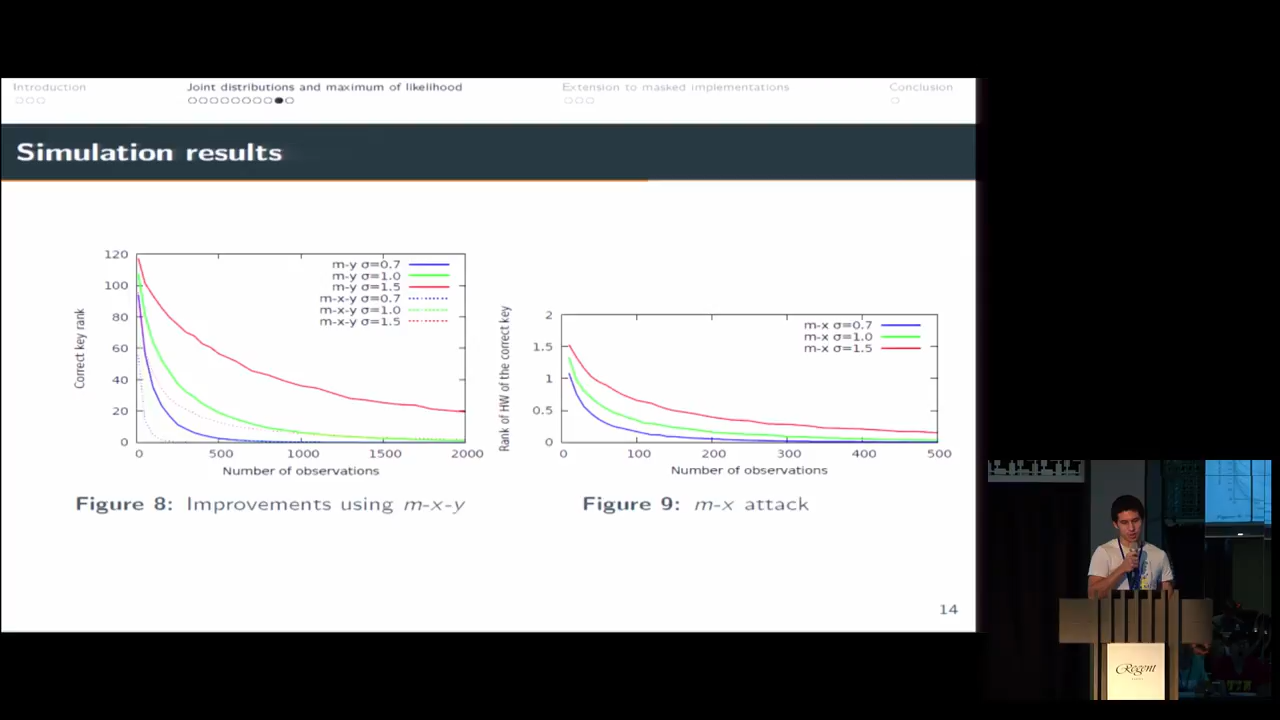 Introduction
Joint distributions and maximum of likelihood
Extension to masked implementations
Conclusion
Simulation results
120
100
80
60
40
20
0
Correct key rank
m-y σ=0.7
m-y σ=1.0
m-y σ=1.5
m-x-y σ=0.7
m-x-y σ=1.0
m-x-y σ=1.5
0 500 1000 1500 2000
Number of observations
Figure 8: Improvements using m-x-y
2
1.5
1
0.5
0
Rank of HW of the correct key
m-x σ=0.7
m-x σ=1.0
m-x σ=1.5
0 100 200 300 400 500
Number of observations
Figure 9: m-x attack
14
Regent